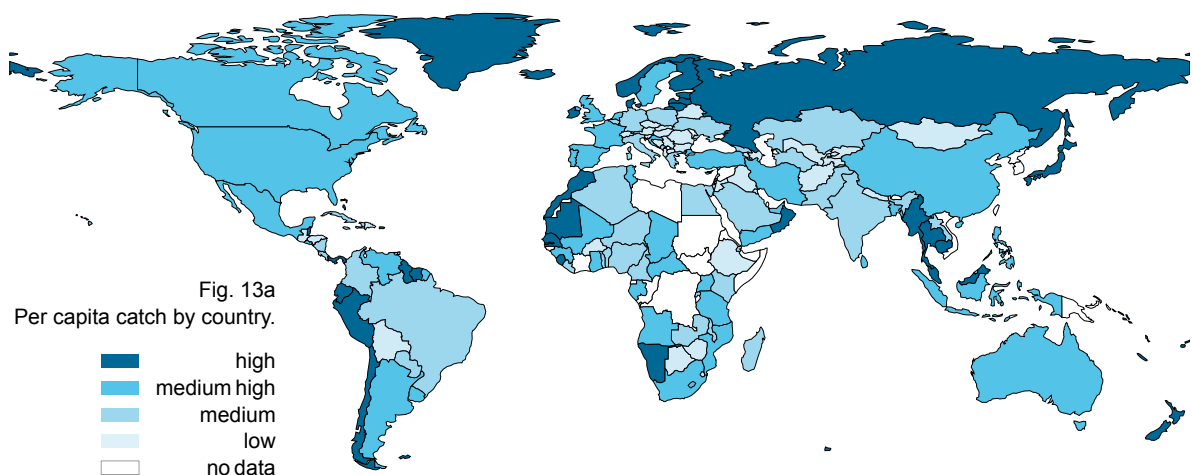 Fig. 13a
Per capita catch by country.
high
medium high
medium
low
no data